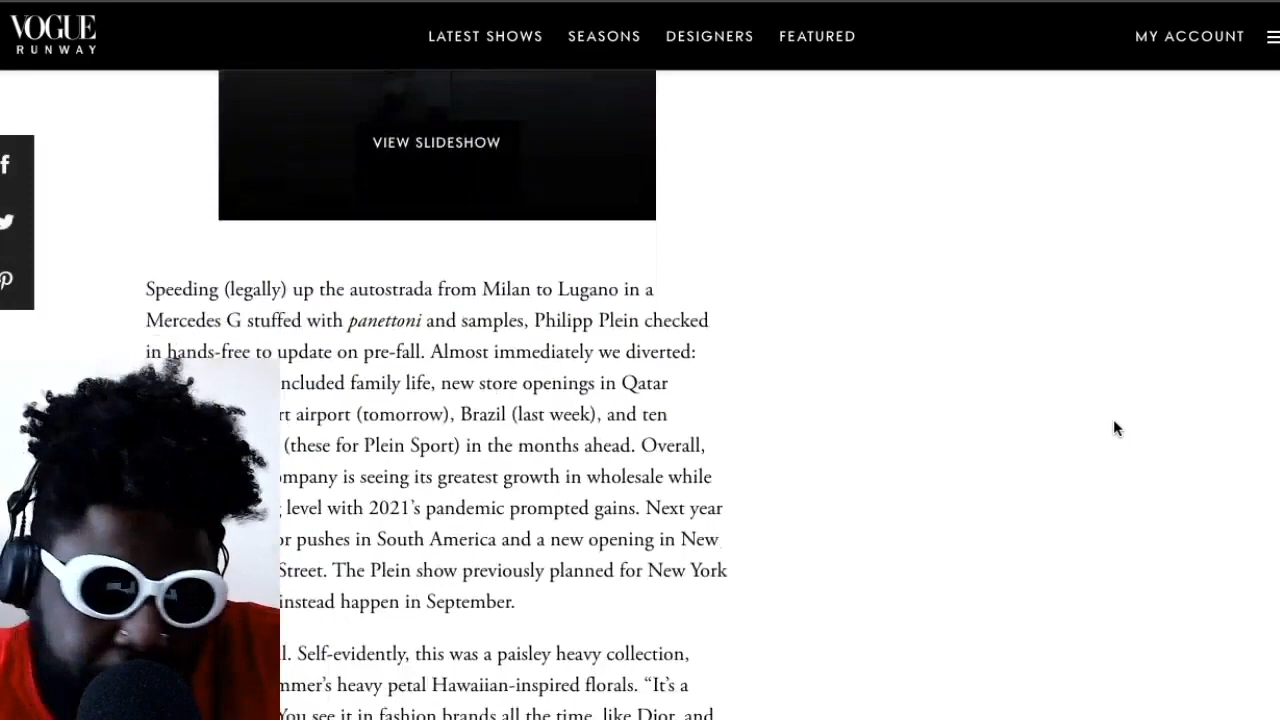 VOGUE
RUNWAY
LATEST SHOWS SEASONS DESIGNERS FEATURED MY ACCOUNT
VIEW SLIDESHOW
Speeding (legally) up the autostrada from Milan to Lugano in a
Mercedes G stuffed with panettoni and samples, Philipp Plein checked
in hands-free to update on pre-fall. Almost immediately we diverted:
included family life, new store openings in Qatar
airport (tomorrow), Brazil (last week), and ten
(these for Plein Sport) in the months ahead. Overall,
is seeing its greatest growth in wholesale while
level with 2021's pandemic prompted gains. Next year
pushes in South America and a new opening in New
Street. The Plein show previously planned for New York
instead happen in September.
Self-evidently, this was a paisley heavy collection,
heavy petal Hawaiian-inspired florals. “It's a
You see it in fashion brands all the time, like Dior, and